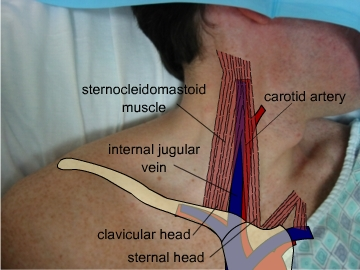 sternocleidomastoid
muscle
carotid artery
internal jugular
vein
clavicular head
sternal head